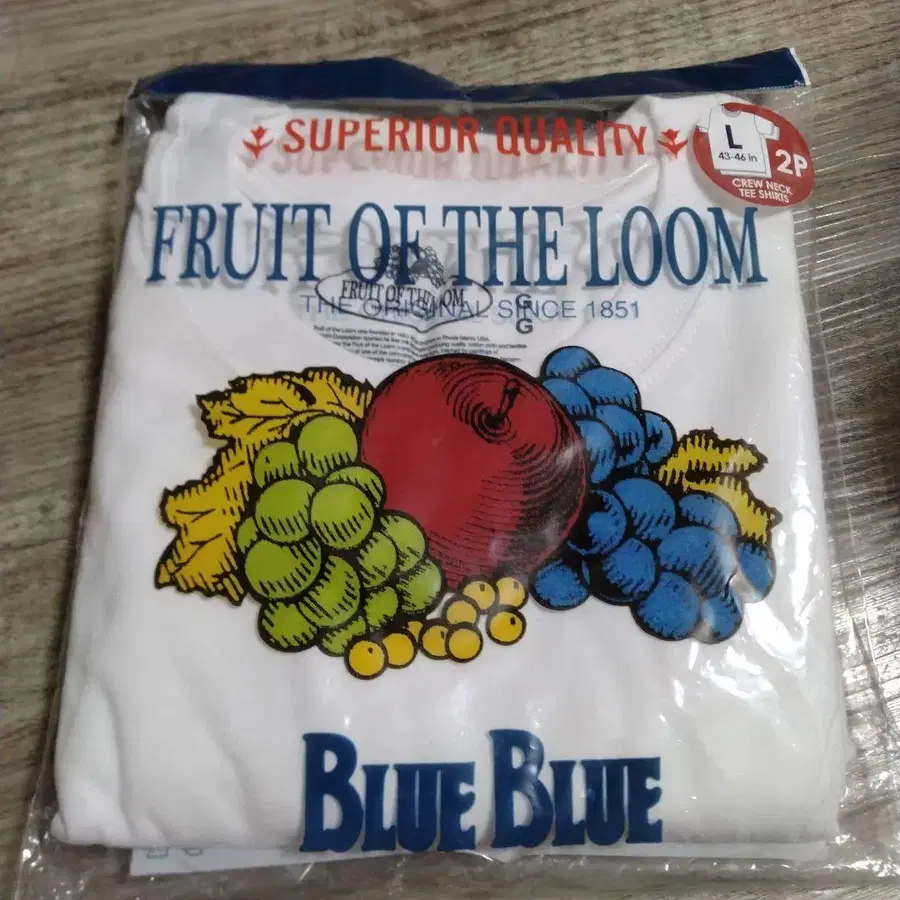 SUPERIOR QUALITY
L
43-46 in
2P
CREW NECK
TEE SHIRTS
FRUIT OF THE LOOM
FRUIT OF THE LOOM
THE ORIGINAL SINCE 1851
G
G
BLUE BLUE